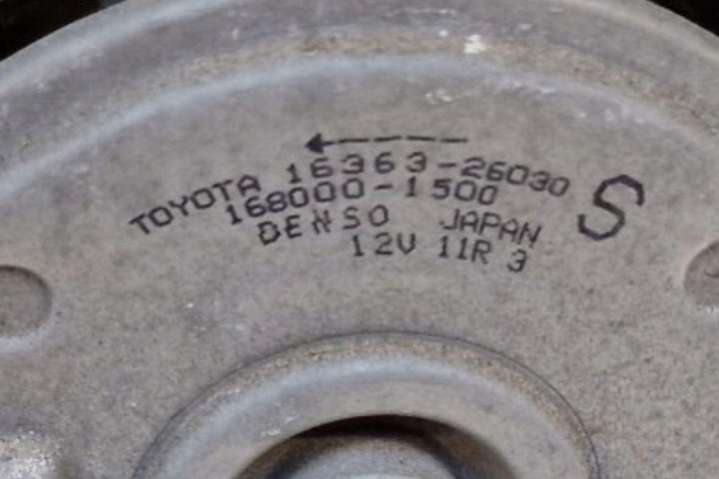 TOYOTA 16363-26030 S
168000-1500
DENSO JAPAN
12V 11R 3